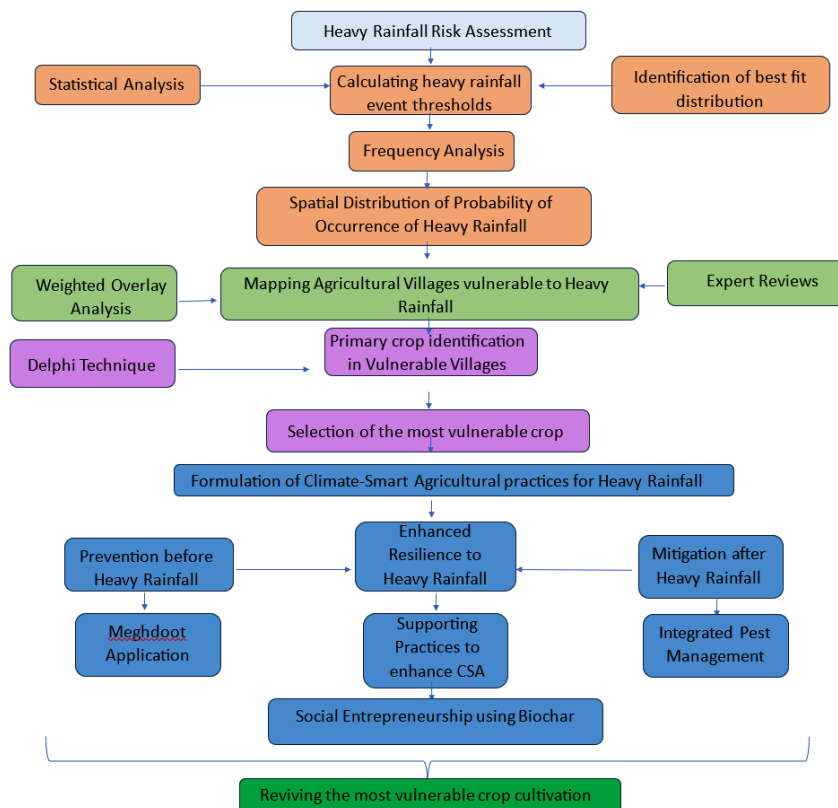 Heavy Rainfall Risk Assessment
Statistical Analysis
Calculating heavy rainfall
event thresholds
Identification of best fit
distribution
Frequency Analysis
Spatial Distribution of Probability of
Occurrence of Heavy Rainfall
Weighted Overlay
Analysis
Mapping Agricultural Villages vulnerable to Heavy
Rainfall
Expert Reviews
Delphi Technique
Primary crop identification
in Vulnerable Villages
Selection of the most vulnerable crop
Formulation of Climate-Smart Agricultural practices for Heavy Rainfall
Prevention before
Heavy Rainfall
Enhanced
Resilience to
Heavy Rainfall
Mitigation after
Heavy Rainfall
Meghdoot
Application
Supporting
Practices to
enhance CSA
Integrated Pest
Management
Social Entrepreneurship using Biochar
Reviving the most vulnerable crop cultivation